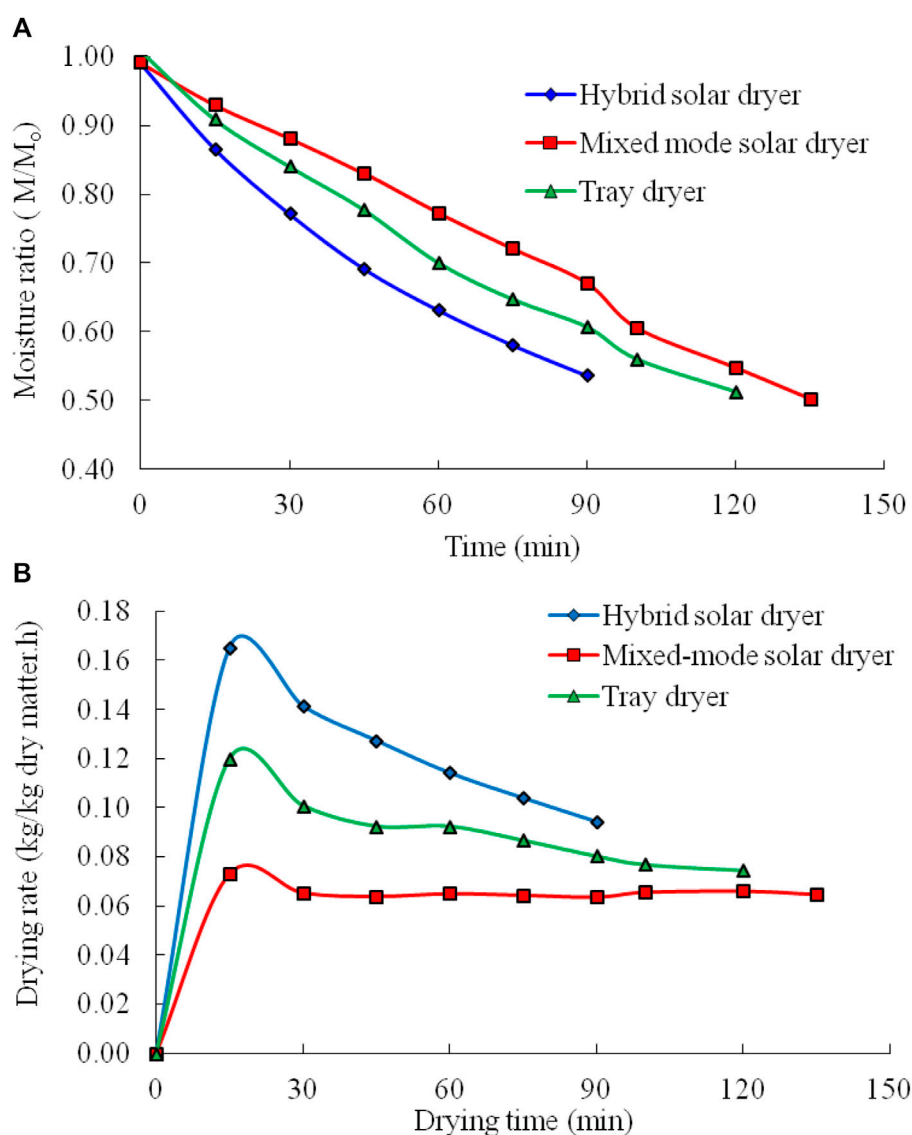 A
1.00
0.90
0.80
0.70
0.60
0.50
0.40
Moisture ratio ( M/Mo)
Hybrid solar dryer
Mixed mode solar dryer
Tray dryer
0 30 60 90 120 150
Time (min)
B
0.18
0.16
0.14
0.12
0.10
0.08
0.06
0.04
0.02
0.00
Drying rate (kg/kg dry matter.h)
Hybrid solar dryer
Mixed-mode solar dryer
Tray dryer
0 30 60 90 120 150
Drying time (min)